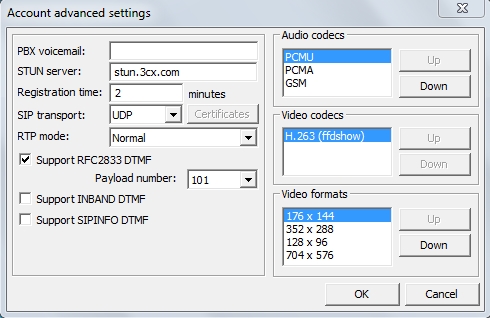 Account advanced settings
PBX voicemail:
STUN server: stun.3cx.com
Registration time: 2 minutes
SIP transport: UDP Certificates
RTP mode: Normal
Support RFC2833 DTMF
Payload number: 101
Support INBAND DTMF
Support SIPINFO DTMF
Audio codecs
PCMU
PCMA
GSM
Up
Down
Video codecs
H.263 (ffdshow)
Up
Down
Video formats
176 x 144
352 x 288
128 x 96
704 x 576
Up
Down
OK Cancel